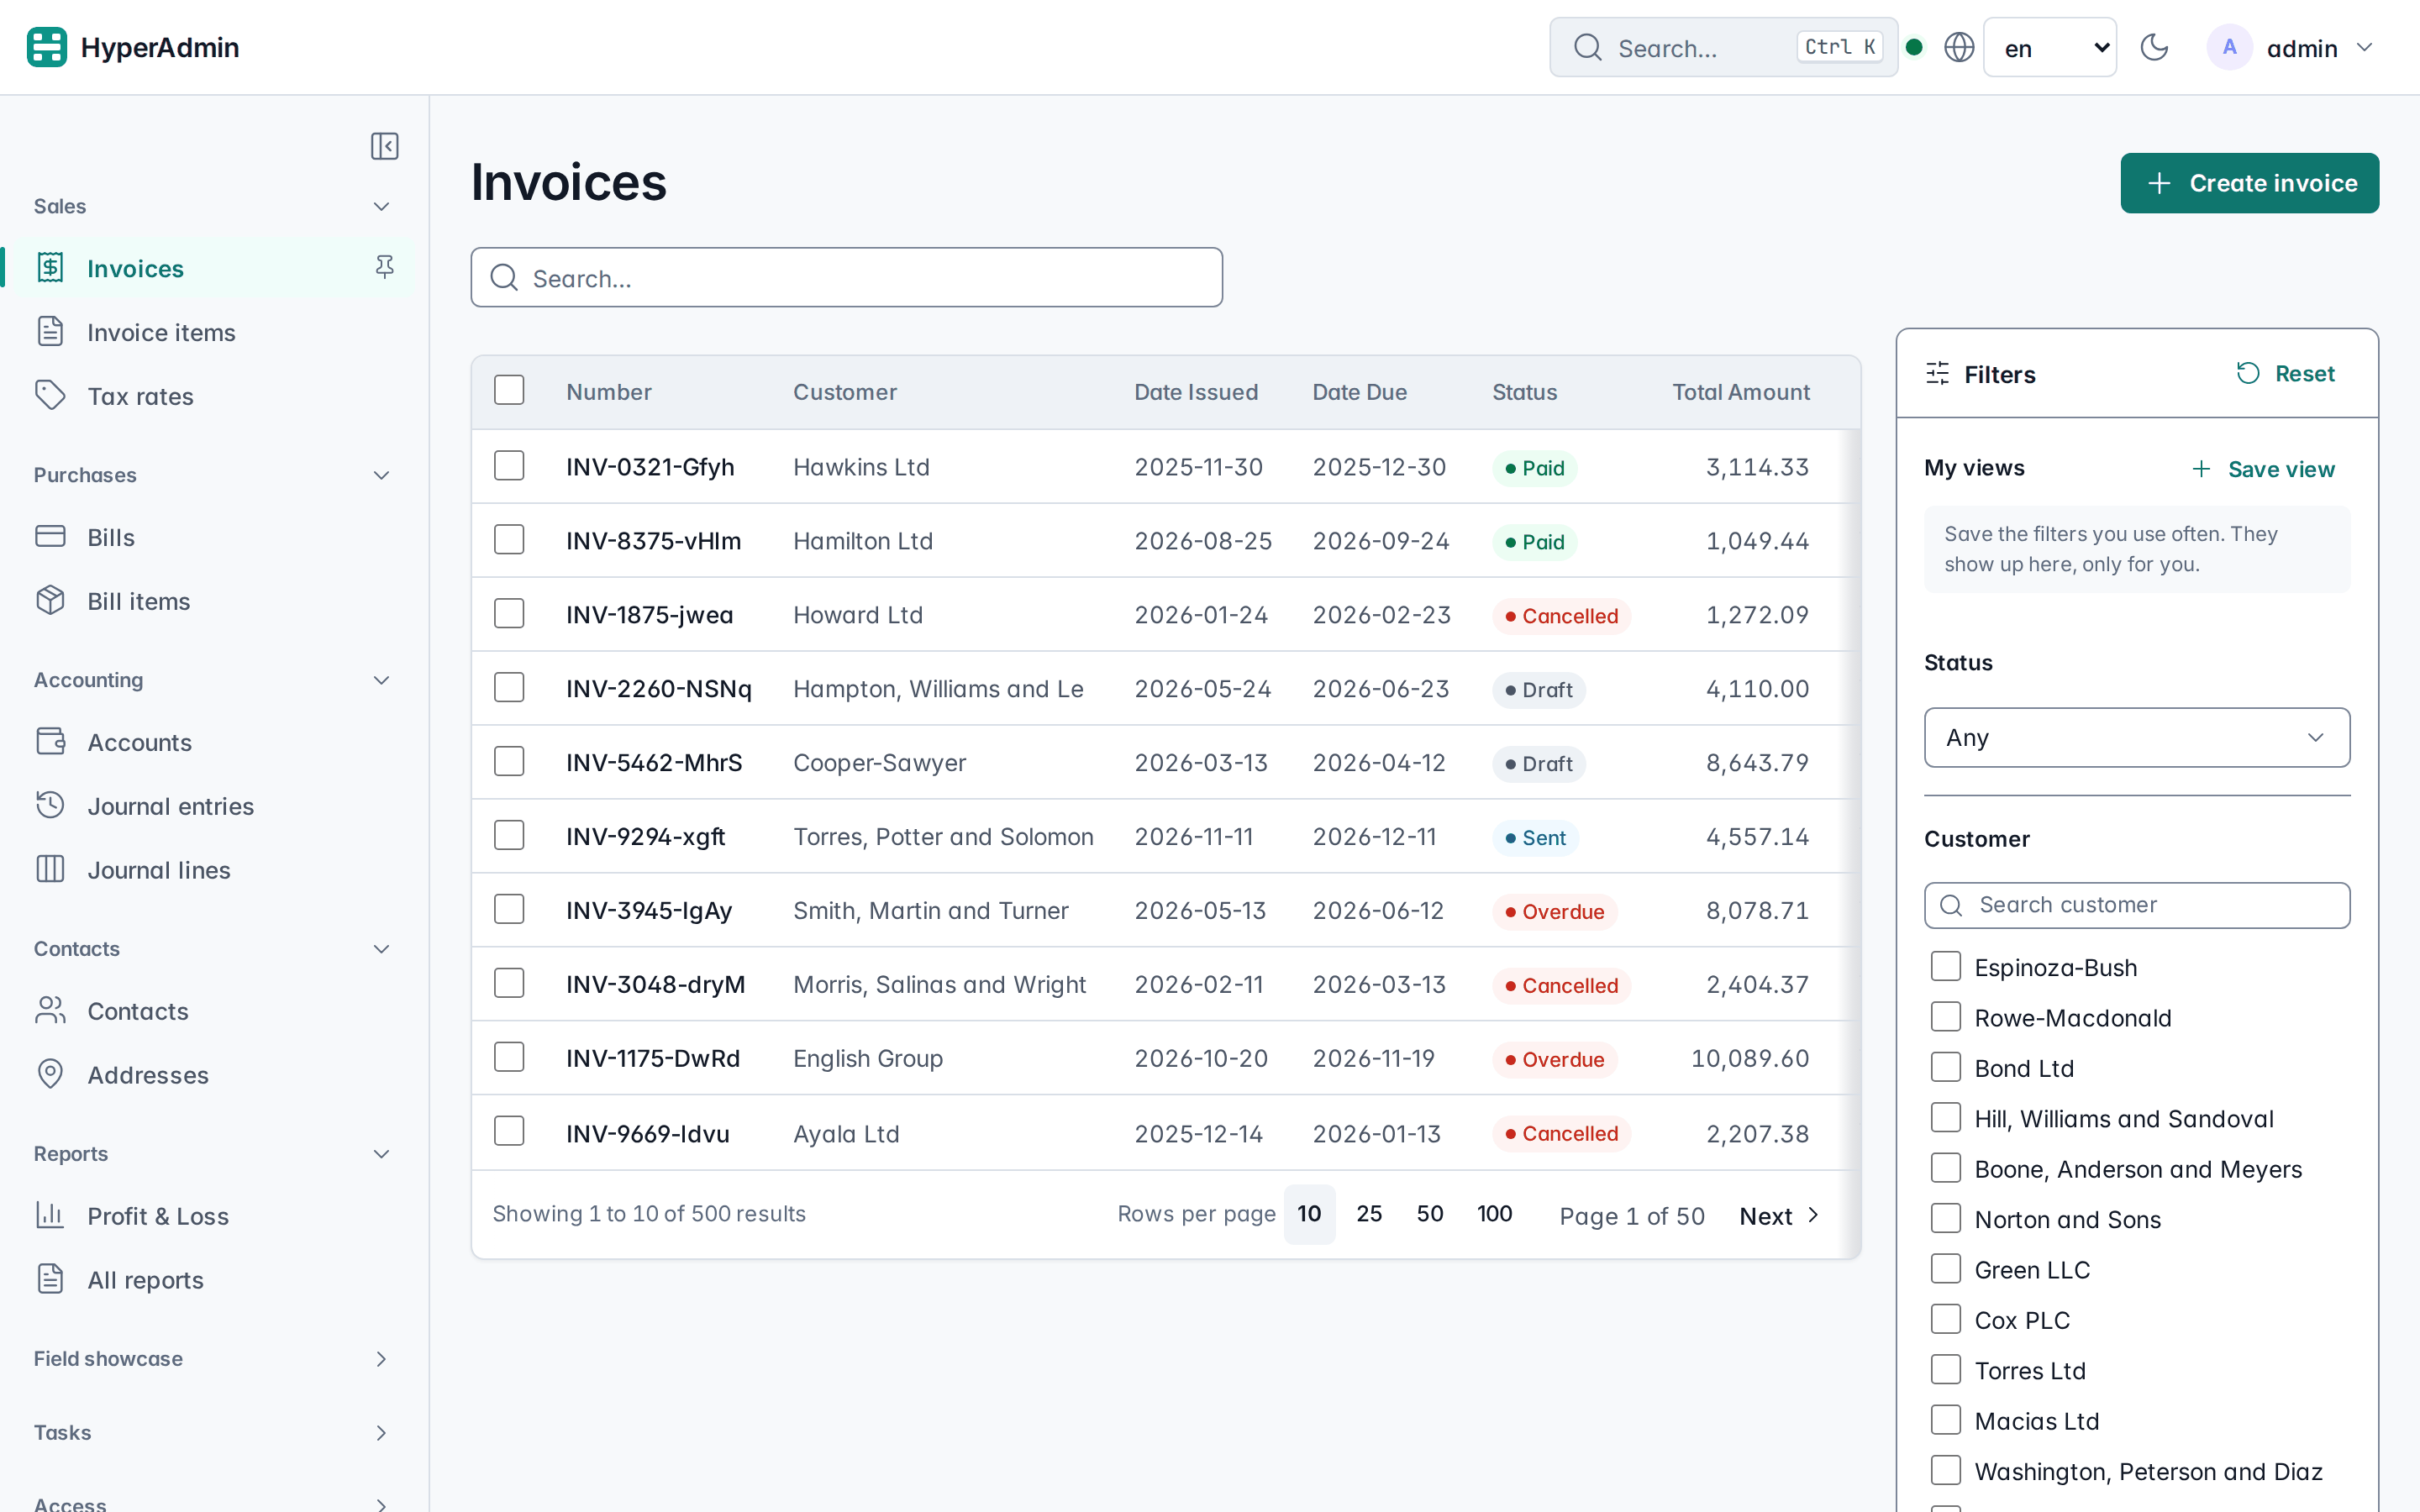 HyperAdmin
Search...
Ctrl K
en
A
admin
Sales
Invoices
Invoice items
Tax rates
Purchases
Bills
Bill items
Accounting
Accounts
Journal entries
Journal lines
Contacts
Contacts
Addresses
Reports
Profit & Loss
All reports
Field showcase
Tasks
Access
Invoices
Create invoice
Search...
Number Customer Date Issued Date Due Status Total Amount
INV-0321-Gfyh Hawkins Ltd 2025-11-30 2025-12-30 Paid 3,114.33
INV-8375-vHlm Hamilton Ltd 2026-08-25 2026-09-24 Paid 1,049.44
INV-1875-jwea Howard Ltd 2026-01-24 2026-02-23 Cancelled 1,272.09
INV-2260-NSNq Hampton, Williams and Le 2026-05-24 2026-06-23 Draft 4,110.00
INV-5462-MhrS Cooper-Sawyer 2026-03-13 2026-04-12 Draft 8,643.79
INV-9294-xgft Torres, Potter and Solomon 2026-11-11 2026-12-11 Sent 4,557.14
INV-3945-IgAy Smith, Martin and Turner 2026-05-13 2026-06-12 Overdue 8,078.71
INV-3048-dryM Morris, Salinas and Wright 2026-02-11 2026-03-13 Cancelled 2,404.37
INV-1175-DwRd English Group 2026-10-20 2026-11-19 Overdue 10,089.60
INV-9669-ldvu Ayala Ltd 2025-12-14 2026-01-13 Cancelled 2,207.38
Showing 1 to 10 of 500 results
Rows per page 10 25 50 100
Page 1 of 50
Next
Filters
Reset
My views
Save view
Save the filters you use often. They
show up here, only for you.
Status
Any
Customer
Search customer
Espinoza-Bush
Rowe-Macdonald
Bond Ltd
Hill, Williams and Sandoval
Boone, Anderson and Meyers
Norton and Sons
Green LLC
Cox PLC
Torres Ltd
Macias Ltd
Washington, Peterson and Diaz